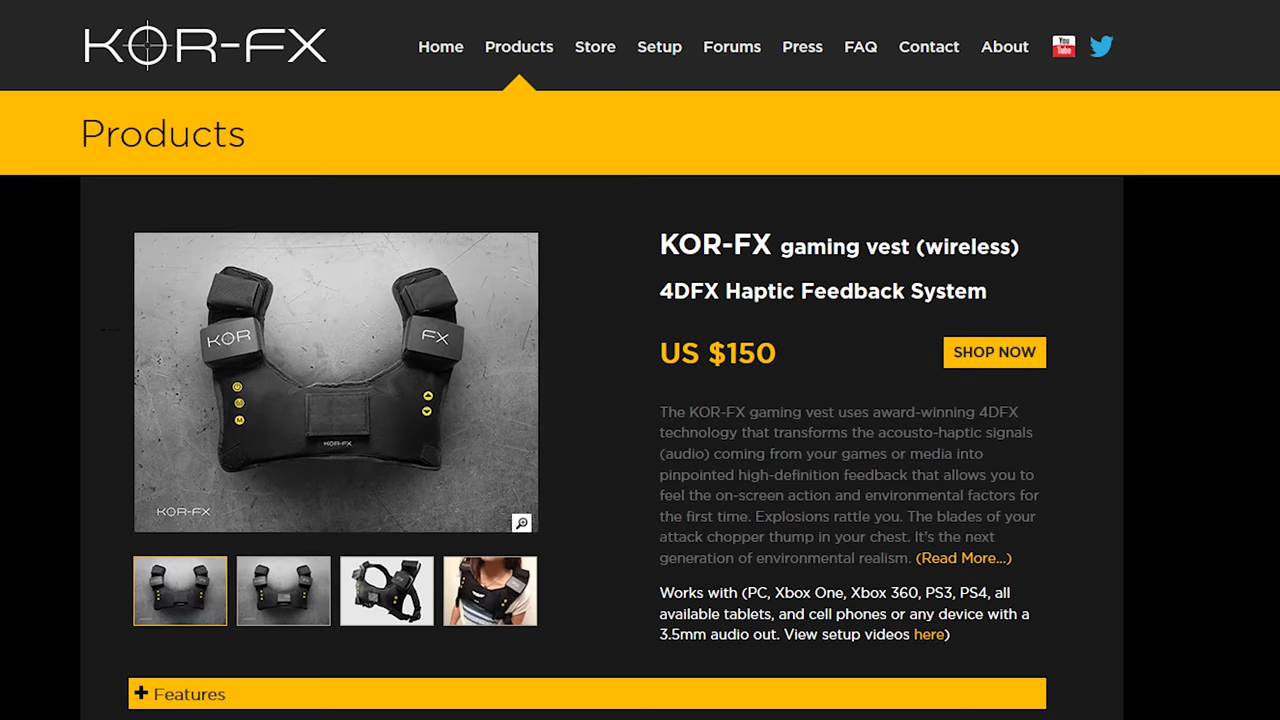 KOR-FX
Home Products Store Setup Forums Press FAQ Contact About
You
Tube
Products
KOR
FX
KOR-FX
KOR-FX
KOR-FX gaming vest (wireless)
4DFX Haptic Feedback System
US $150
SHOP NOW
The KOR-FX gaming vest uses award-winning 4DFX
technology that transforms the acousto-haptic signals
(audio) coming from your games or media into
pinpointed high-definition feedback that allows you to
feel the on-screen action and environmental factors for
the first time. Explosions rattle you. The blades of your
attack chopper thump in your chest. It's the next
generation of environmental realism. (Read More...)
Works with (PC, Xbox One, Xbox 360, PS3, PS4, all
available tablets, and cell phones or any device with a
3.5mm audio out. View setup videos here)
+ Features